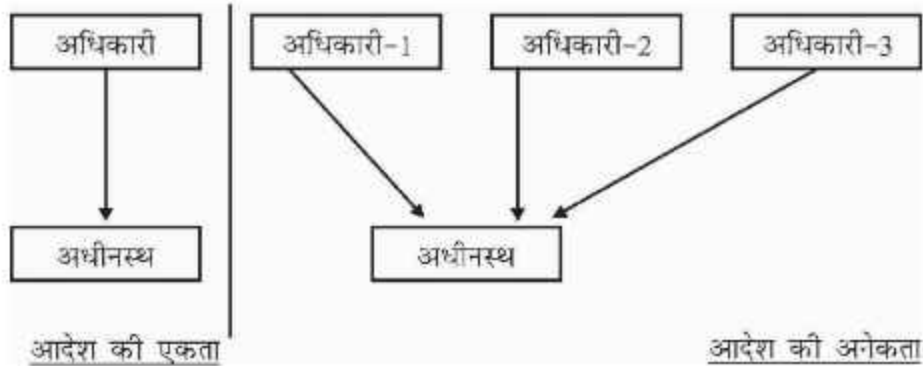 अधिकारी
अधिकारी-1
अधिकारी-2
अधिकारी-3
अधीनस्थ
अधीनस्थ
आदेश की एकता
आदेश की अनेकता